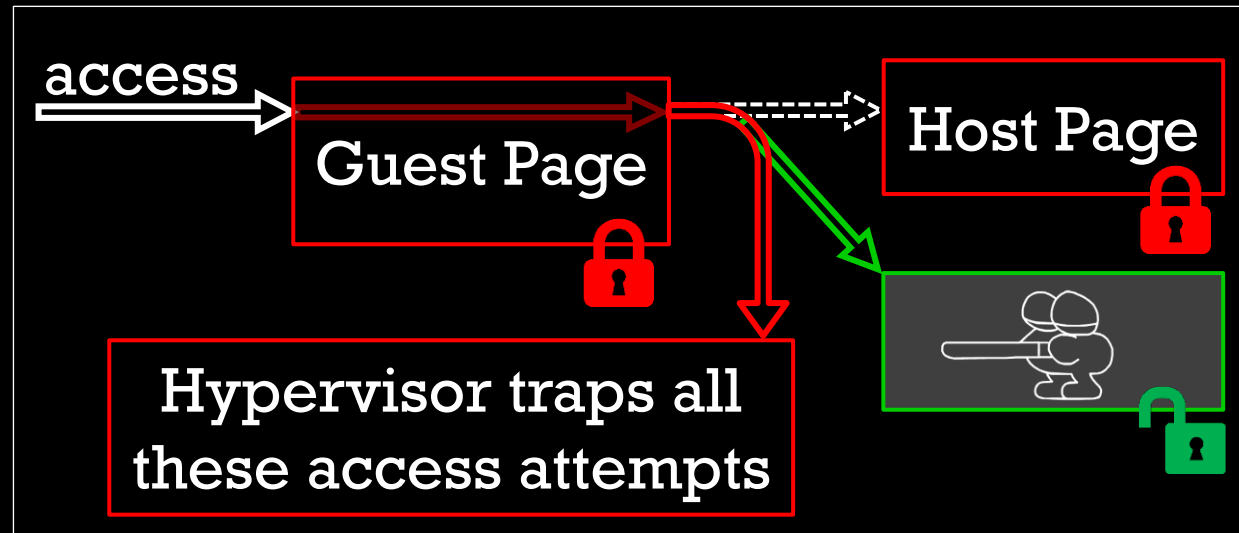 access
Guest Page
Host Page
Hypervisor traps all
these access attempts